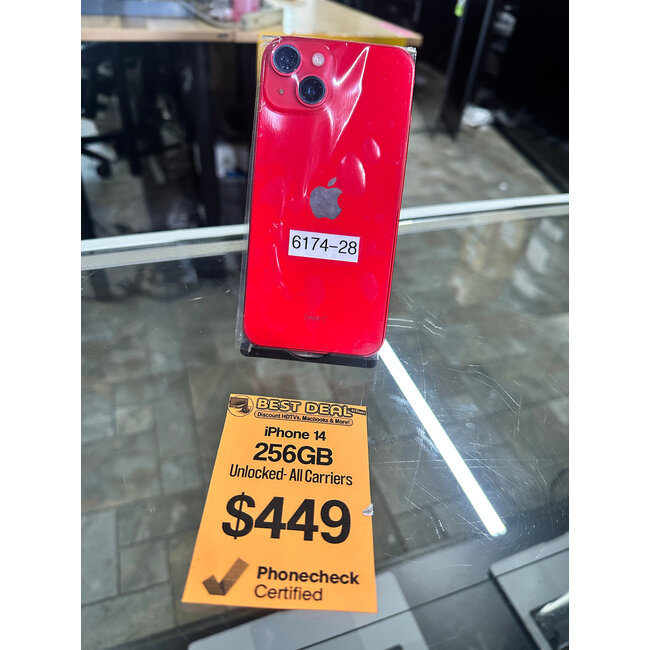 6174-28
BEST DEAL
Discount HDTVs, Macbooks & More!
iPhone 14
256GB
Unlocked- All Carriers
$449
Phonecheck
Certified